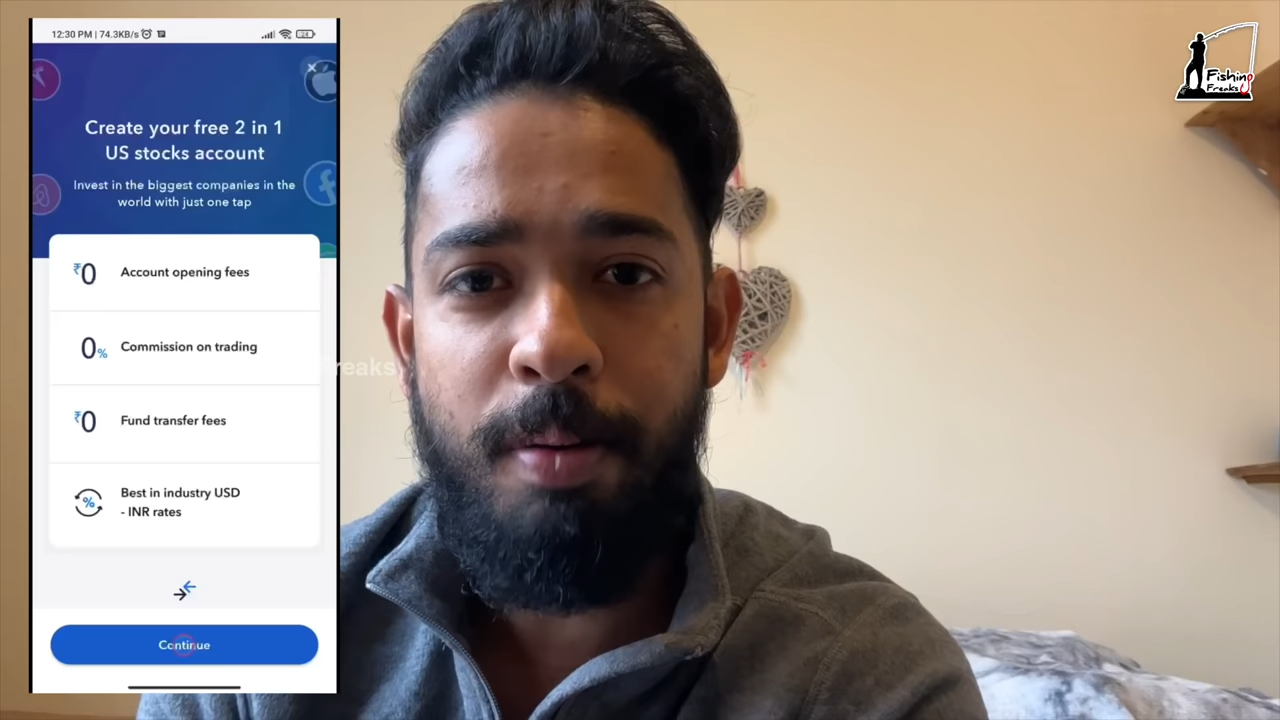 12:30 PM | 74.3KB/s
24
Create your free 2 in 1
US stocks account
Invest in the biggest companies in the
world with just one tap
₹0 Account opening fees
0% Commission on trading
₹0 Fund transfer fees
% Best in industry USD
- INR rates
Continue
reaks
Fishing
Freaks